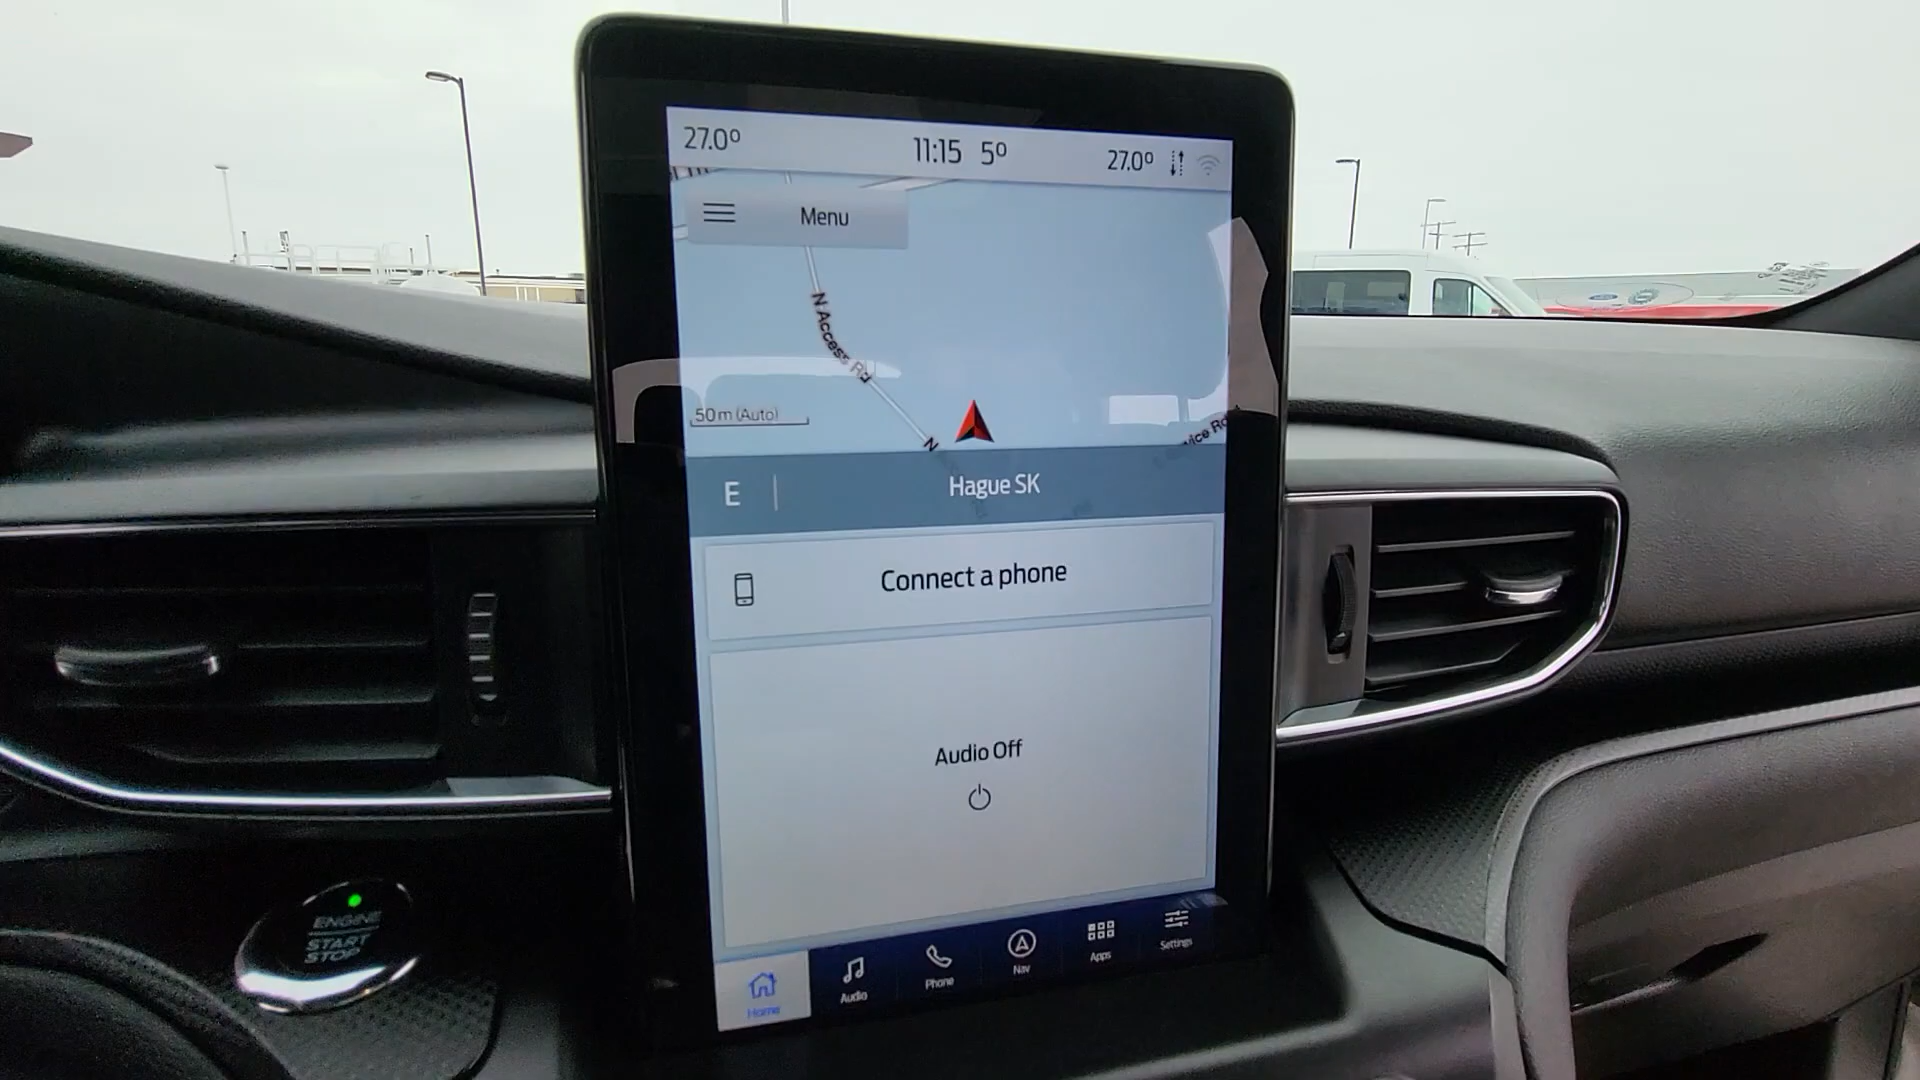 27.0° 11:15 5° 27.0°
Menu
N Access Rd
50 m (Auto)
N
E Hague SK
Connect a phone
Audio Off
ENGINE
START
STOP
Home Audio Phone Nav Apps Settings